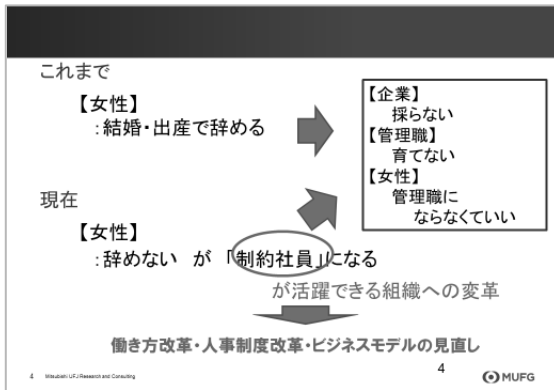 これまで
【女性】
:結婚・出産で辞める
【企業】
採らない
【管理職】
育てない
【女性】
管理職に
ならなくていい
現在
【女性】
:辞めない が 「制約社員」になる
が活躍できる組織への変革
働き方改革・人事制度改革・ビジネスモデルの見直し
4 Mitsubishi UFJ Research and Consulting
4
MUFG